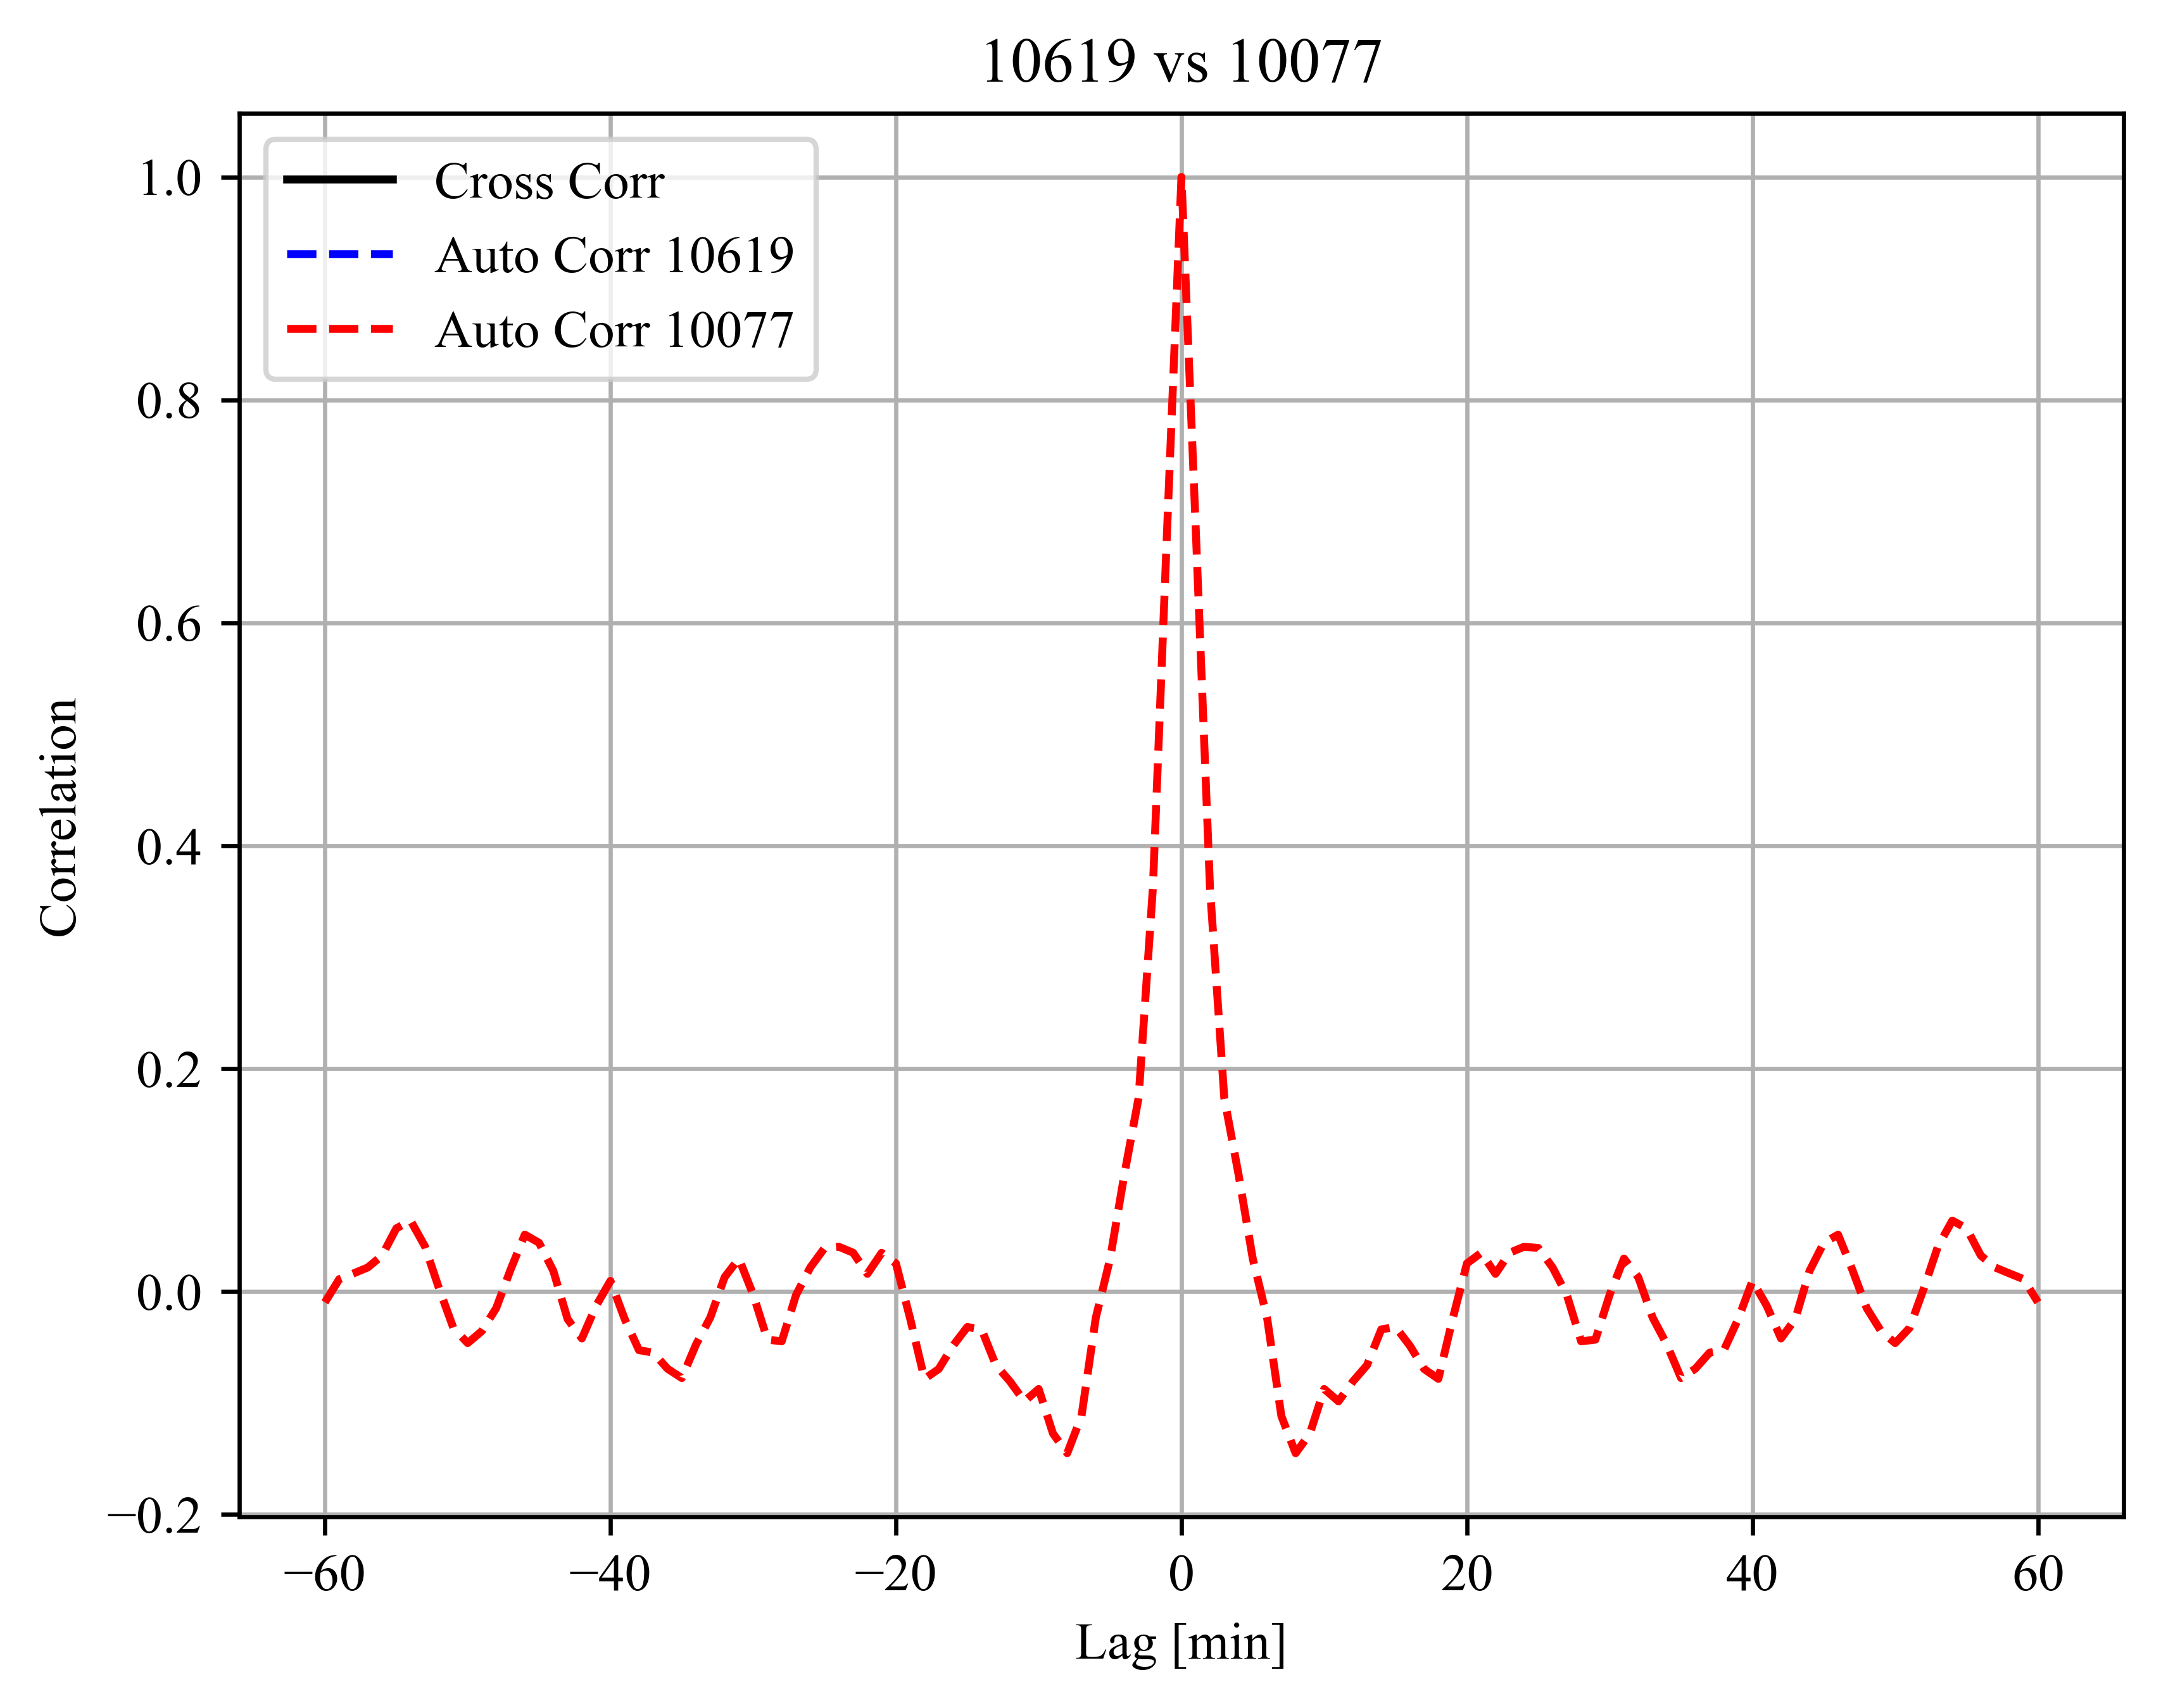 10619 vs 10077
Cross Corr
Auto Corr 10619
Auto Corr 10077
1.0
0.8
0.6
0.4
0.2
0.0
−0.2
Correlation
−60 −40 −20 0 20 40 60
Lag [min]